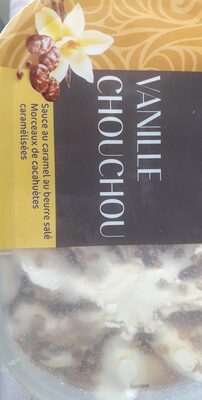 VANILLE
CHOUCHOU
Sauce au caramel au beurre salé
Morceaux de cacahuètes
caramélisées